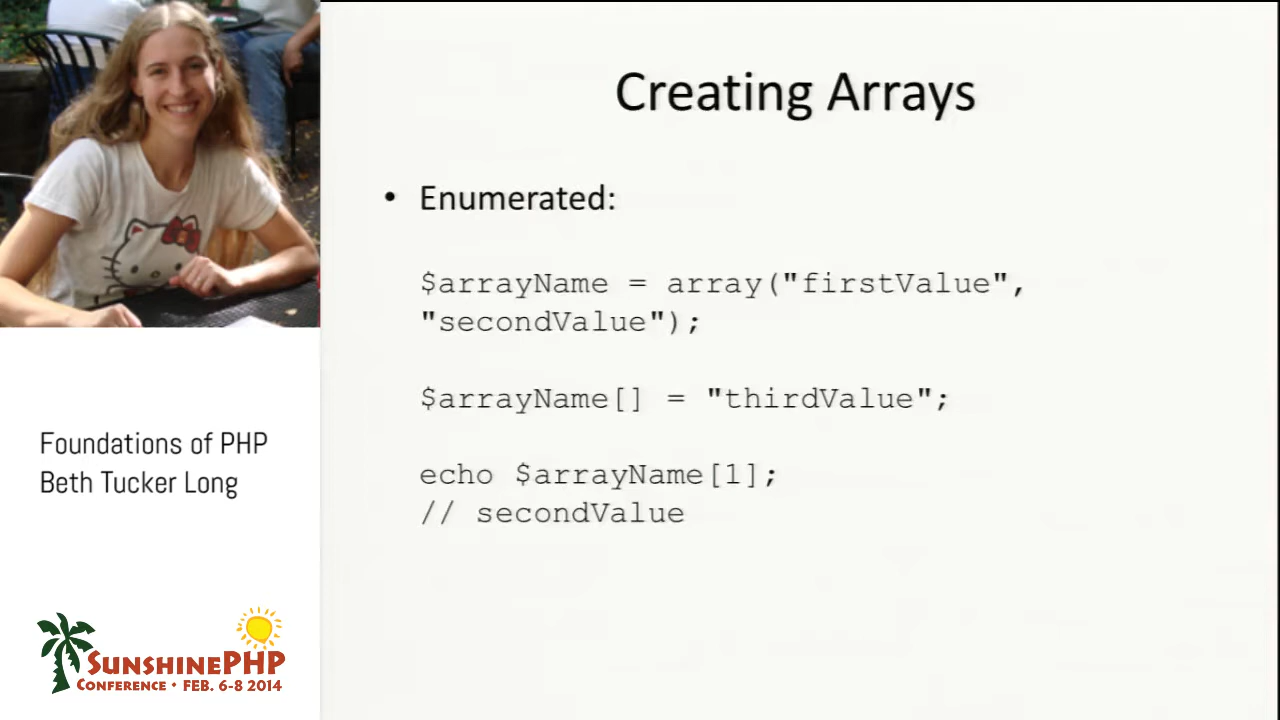 Creating Arrays
• Enumerated:
$arrayName = array("firstValue",
"secondValue");
$arrayName[] = "thirdValue";
echo $arrayName[1];
// secondValue
Foundations of PHP
Beth Tucker Long
SUNSHINEPHP
CONFERENCE • FEB. 6-8 2014